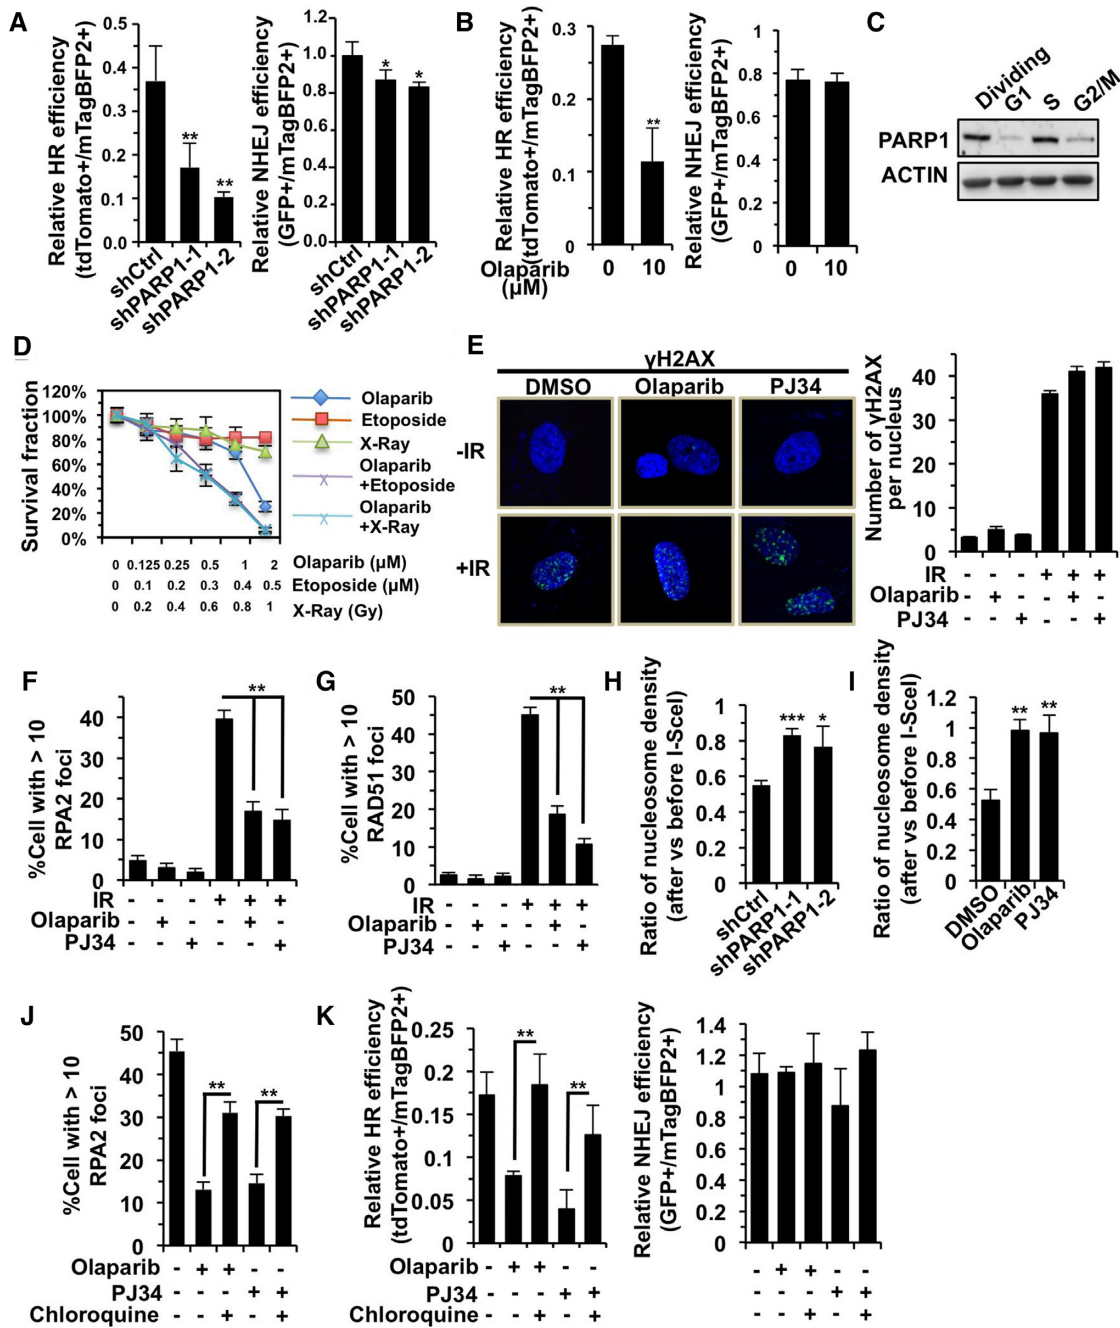 A
Relative HR efficiency
(tdTomato+/mTagBFP2+)
0.5
0.4
0.3
0.2
0.1
0.0
**
**
shCtrl
shPARP1-1
shPARP1-2
Relative NHEJ efficiency
(GFP+/mTagBFP2+)
1.2
1.0
0.8
0.6
0.4
0.2
0.0
*
*
shCtrl
shPARP1-1
shPARP1-2
B
Relative HR efficiency
(tdTomato+/mTagBFP2+)
0.3
0.2
0.1
0
**
Olaparib
(µM)
0
10
Relative NHEJ efficiency
(GFP+/mTagBFP2+)
1
0.8
0.6
0.4
0.2
0
0
10
C
Dividing
G1
S
G2/M
PARP1
ACTIN
D
Survival fraction
120%
100%
80%
60%
40%
20%
0%
Olaparib
Etoposide
X-Ray
Olaparib
+Etoposide
Olaparib
+X-Ray
0 0.125 0.25 0.5 1 2 Olaparib (µM)
0 0.1 0.2 0.3 0.4 0.5 Etoposide (µM)
0 0.2 0.4 0.6 0.8 1 X-Ray (Gy)
E
γH2AX
DMSO
Olaparib
PJ34
-IR
+IR
Number of γH2AX
per nucleus
40
30
20
10
0
IR - - - + + +
Olaparib - + - - + -
PJ34 - - + - - +
F
%Cell with > 10
RPA2 foci
40
30
20
10
0
**
IR - - - + + +
Olaparib - + - - + -
PJ34 - - + - - +
G
%Cell with > 10
RAD51 foci
50
40
30
20
10
0
**
IR - - - + + +
Olaparib - + - - + -
PJ34 - - + - - +
H
Ratio of nucleosome density
(after vs before I-SceI)
1
0.8
0.6
0.4
0.2
0
***
*
shCtrl
shPARP1-1
shPARP1-2
I
Ratio of nucleosome density
(after vs before I-SceI)
1.2
1
0.8
0.6
0.4
0.2
0
**
**
DMSO
Olaparib
PJ34
J
%Cell with > 10
RPA2 foci
50
40
30
20
10
0
**
**
Olaparib - + + - -
PJ34 - - - + +
Chloroquine - - + - +
K
Relative HR efficiency
(tdTomato+/mTagBFP2+)
0.25
0.2
0.15
0.1
0.05
0
**
**
Olaparib - + + - -
PJ34 - - - + +
Chloroquine - - + - +
Relative NHEJ efficiency
(GFP+/mTagBFP2+)
1.4
1.2
1
0.8
0.6
0.4
0.2
0
- + + - -
- - - + +
- - + - +